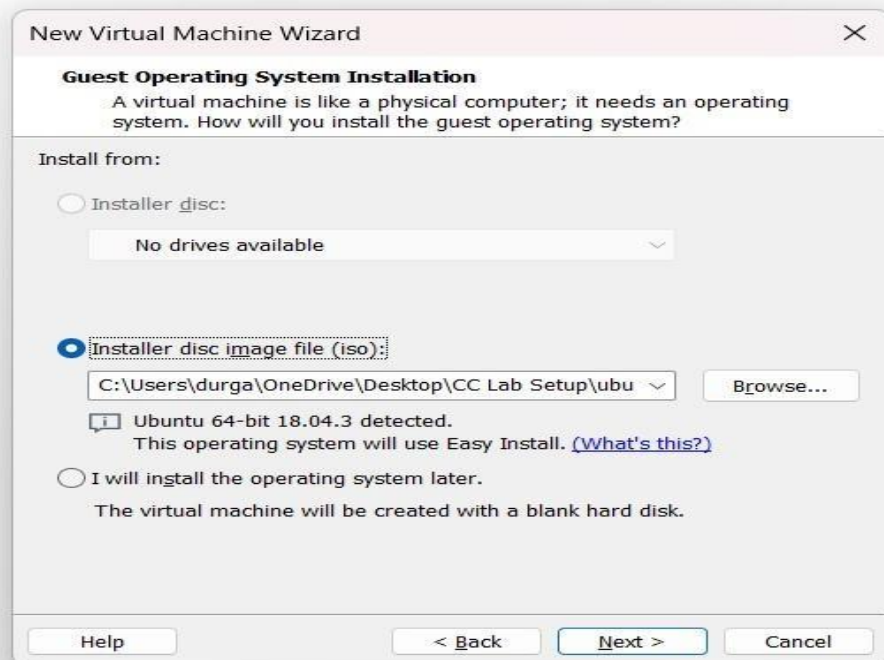 New Virtual Machine Wizard
Guest Operating System Installation
A virtual machine is like a physical computer; it needs an operating
system. How will you install the guest operating system?
Install from:
Installer disc:
No drives available
Installer disc image file (iso):
C:\Users\durga\OneDrive\Desktop\CC Lab Setup\ubu
Browse...
Ubuntu 64-bit 18.04.3 detected.
This operating system will use Easy Install. (What's this?)
I will install the operating system later.
The virtual machine will be created with a blank hard disk.
Help
< Back
Next >
Cancel